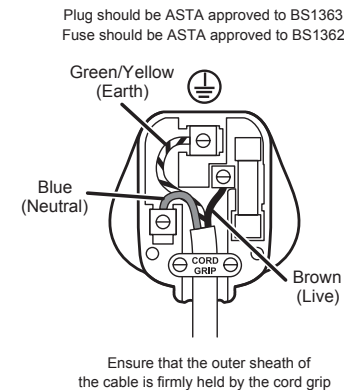 Plug should be ASTA approved to BS1363
Fuse should be ASTA approved to BS1362
Green/Yellow
(Earth)
Blue
(Neutral)
CORD
GRIP
Brown
(Live)
Ensure that the outer sheath of
the cable is firmly held by the cord grip